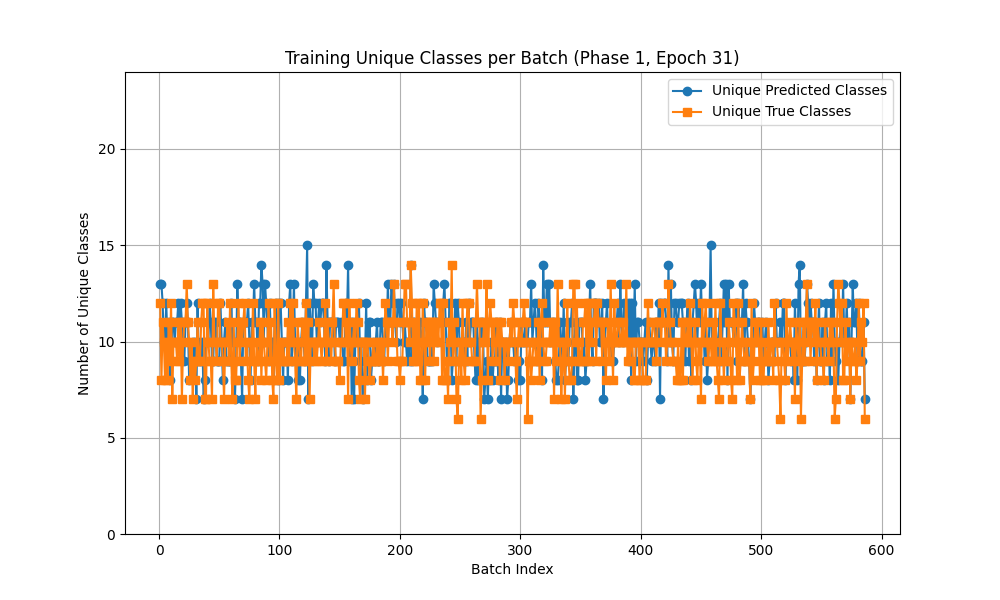 Training Unique Classes per Batch (Phase 1, Epoch 31)
Unique Predicted Classes
Unique True Classes
Number of Unique Classes
20
15
10
5
0
0 100 200 300 400 500 600
Batch Index